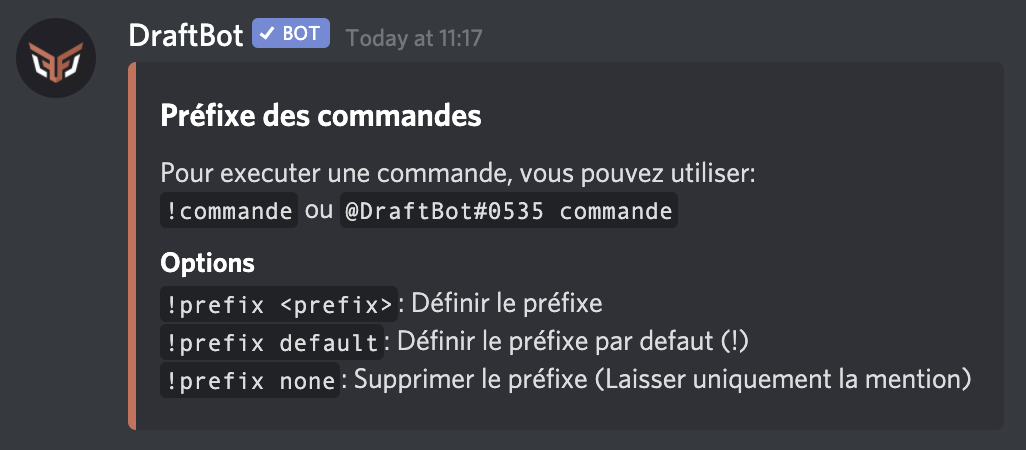 DraftBot ✓ BOT Today at 11:17
Préfixe des commandes
Pour executer une commande, vous pouvez utiliser:
!commande ou @DraftBot#0535 commande
Options
!prefix <prefix>: Définir le préfixe
!prefix default: Définir le préfixe par defaut (!)
!prefix none: Supprimer le préfixe (Laisser uniquement la mention)